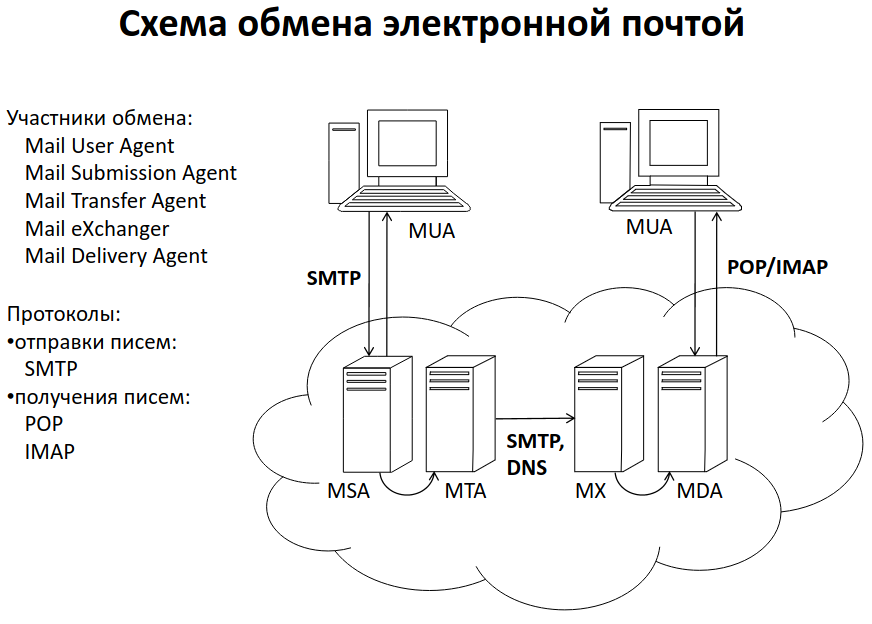 Схема обмена электронной почтой
Участники обмена:
Mail User Agent
Mail Submission Agent
Mail Transfer Agent
Mail eXchanger
Mail Delivery Agent
Протоколы:
•отправки писем:
SMTP
•получения писем:
POP
IMAP
MUA
MUA
SMTP
POP/IMAP
SMTP,
DNS
MSA
MTA
MX
MDA